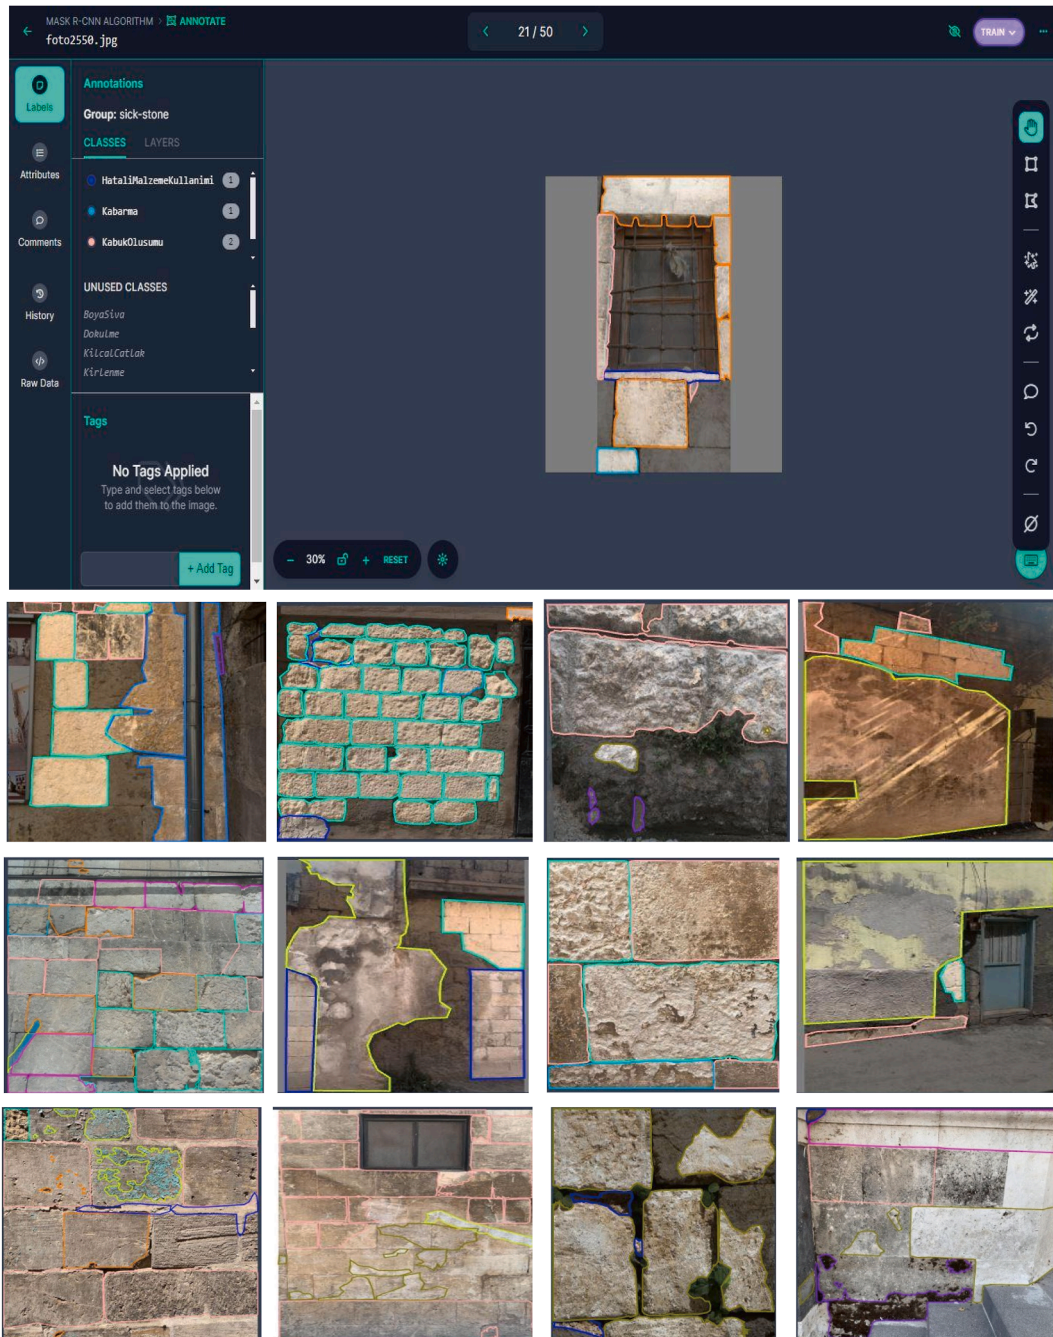 MASK R-CNN ALGORITHM > ANNOTATE
foto2550.jpg
21 / 50
TRAIN
Labels
Attributes
Comments
History
Raw Data
Annotations
Group: sick-stone
CLASSES LAYERS
HataliMalzemeKullanimi 1
Kabarma 1
KabukOlusumu 2
UNUSED CLASSES
BoyaSiva
Dokulme
KilcalCatlak
Kirlenme
Tags
No Tags Applied
Type and select tags below
to add them to the image.
+ Add Tag
− 30% + RESET